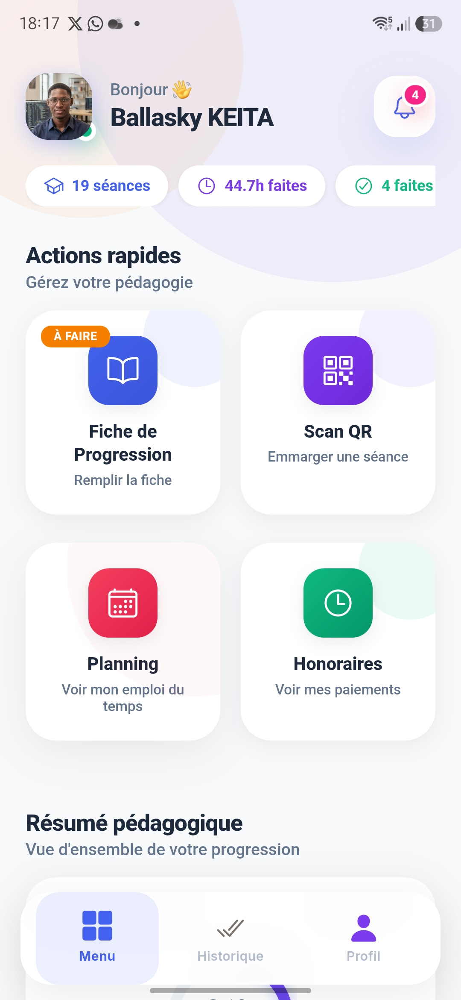 18:17
5
31
Bonjour 👋
Ballasky KEITA
4
19 séances
44.7h faites
4 faites
Actions rapides
Gérez votre pédagogie
À FAIRE
Fiche de
Progression
Remplir la fiche
Scan QR
Emmarger une séance
Planning
Voir mon emploi du
temps
Honoraires
Voir mes paiements
Résumé pédagogique
Vue d'ensemble de votre progression
Menu
Historique
Profil